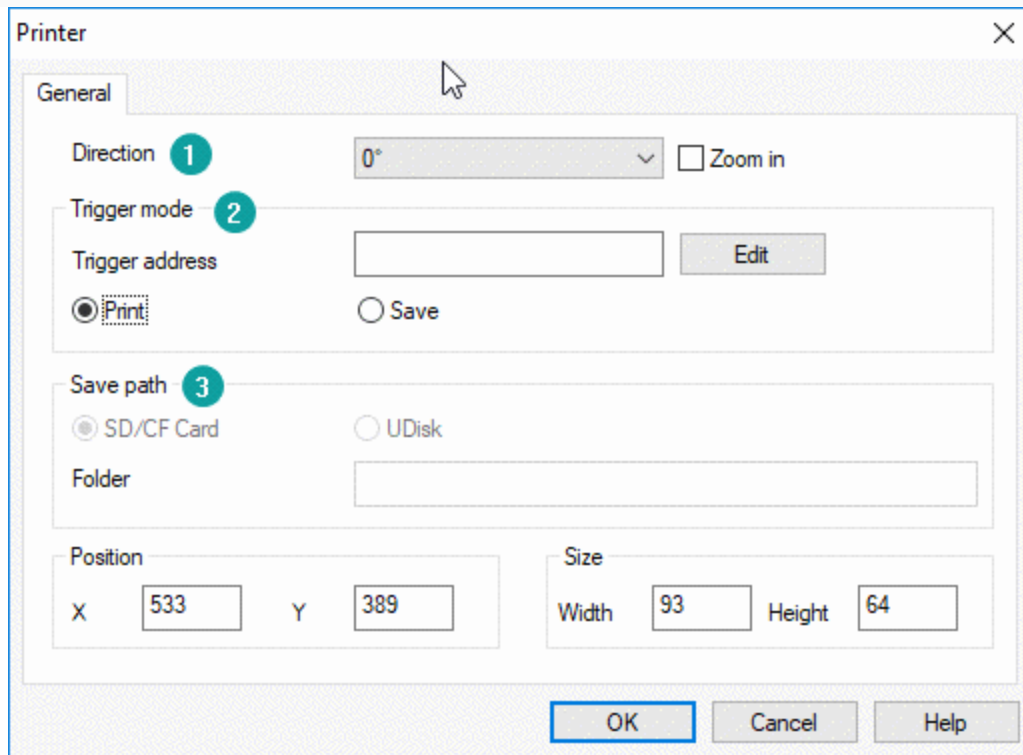 Printer
General
Direction 1 0° Zoom in
Trigger mode 2
Trigger address Edit
Print Save
Save path 3
SD/CF Card UDisk
Folder
Position Size
X 533 Y 389 Width 93 Height 64
OK Cancel Help